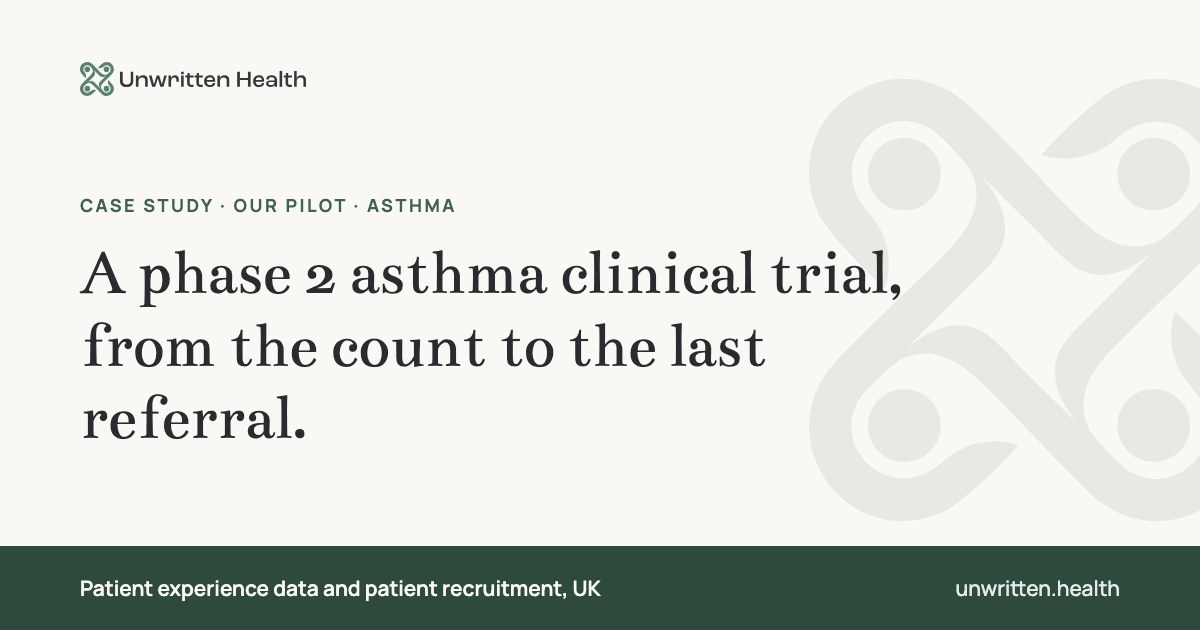 Unwritten Health
CASE STUDY · OUR PILOT · ASTHMA
A phase 2 asthma clinical trial,
from the count to the last
referral.
Patient experience data and patient recruitment, UK
unwritten.health